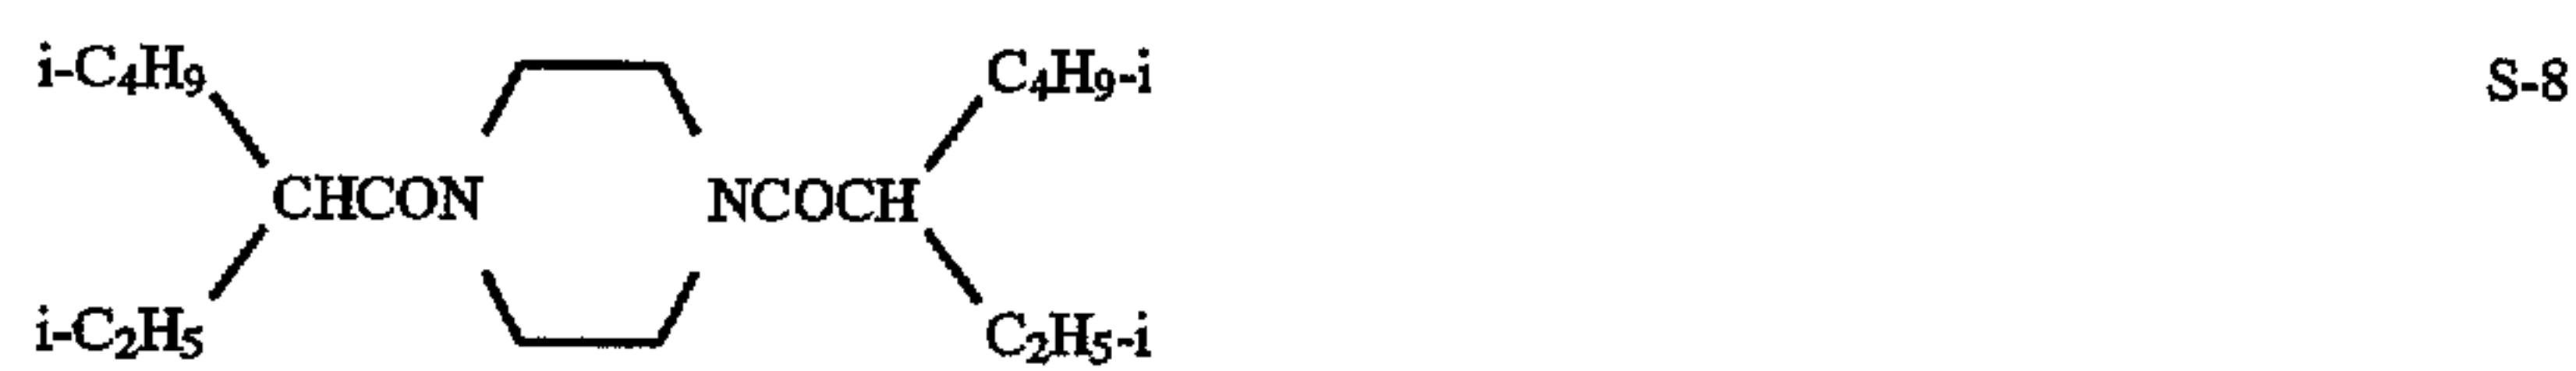 i-C₄H₉ C₄H₉-i S-8
CHCON NCOCH
i-C₂H₅ C₂H₅-i